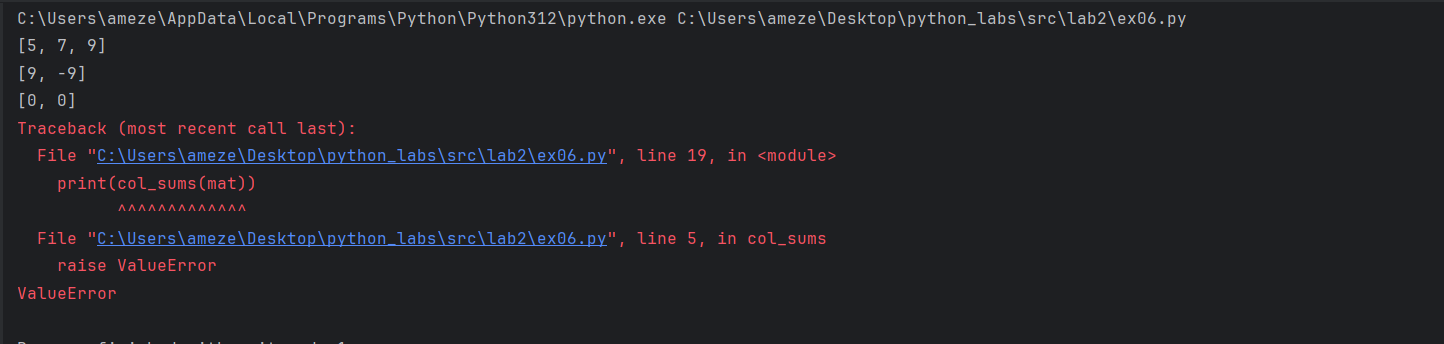 C:\Users\ameze\AppData\Local\Programs\Python\Python312\python.exe C:\Users\ameze\Desktop\python_labs\src\lab2\ex06.py
[5, 7, 9]
[9, -9]
[0, 0]
Traceback (most recent call last):
  File "C:\Users\ameze\Desktop\python_labs\src\lab2\ex06.py", line 19, in <module>
    print(col_sums(mat))
          ^^^^^^^^^^^^^
  File "C:\Users\ameze\Desktop\python_labs\src\lab2\ex06.py", line 5, in col_sums
    raise ValueError
ValueError